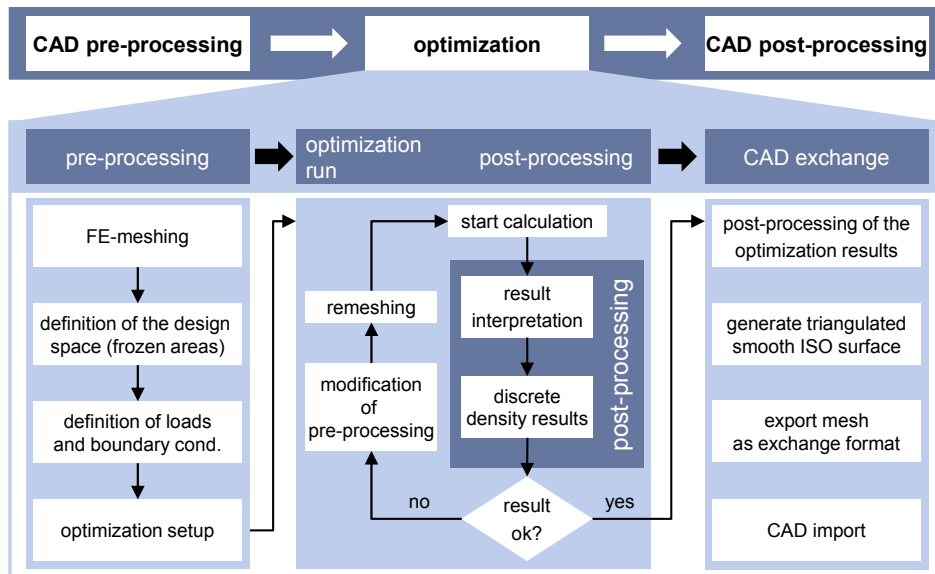 CAD pre-processing
optimization
CAD post-processing
pre-processing
optimization
run
post-processing
CAD exchange
FE-meshing
definition of the design
space (frozen areas)
definition of loads
and boundary cond.
optimization setup
start calculation
result
interpretation
discrete
density results
post-processing
remeshing
modification
of
pre-processing
no
result
ok?
yes
post-processing of the
optimization results
generate triangulated
smooth ISO surface
export mesh
as exchange format
CAD import